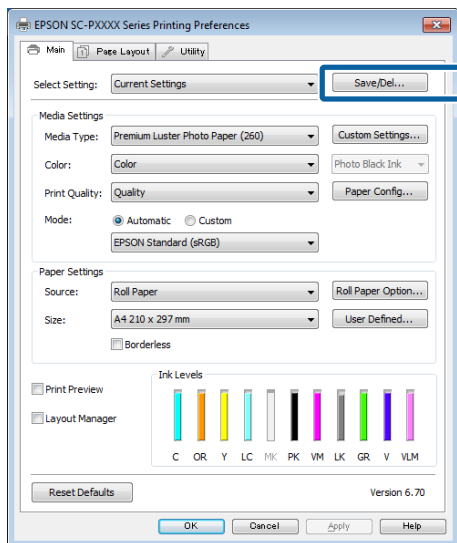 EPSON SC-PXXXX Series Printing Preferences
Main Page Layout Utility
Select Setting: Current Settings Save/Del...
Media Settings
Media Type: Premium Luster Photo Paper (260) Custom Settings...
Color: Color Photo Black Ink
Print Quality: Quality Paper Config...
Mode: Automatic Custom
EPSON Standard (sRGB)
Paper Settings
Source: Roll Paper Roll Paper Option...
Size: A4 210 x 297 mm User Defined...
Borderless
Ink Levels
Print Preview
Layout Manager
C OR Y LC MK PK VM LK GR V VLM
Reset Defaults Version 6.70
OK Cancel Apply Help